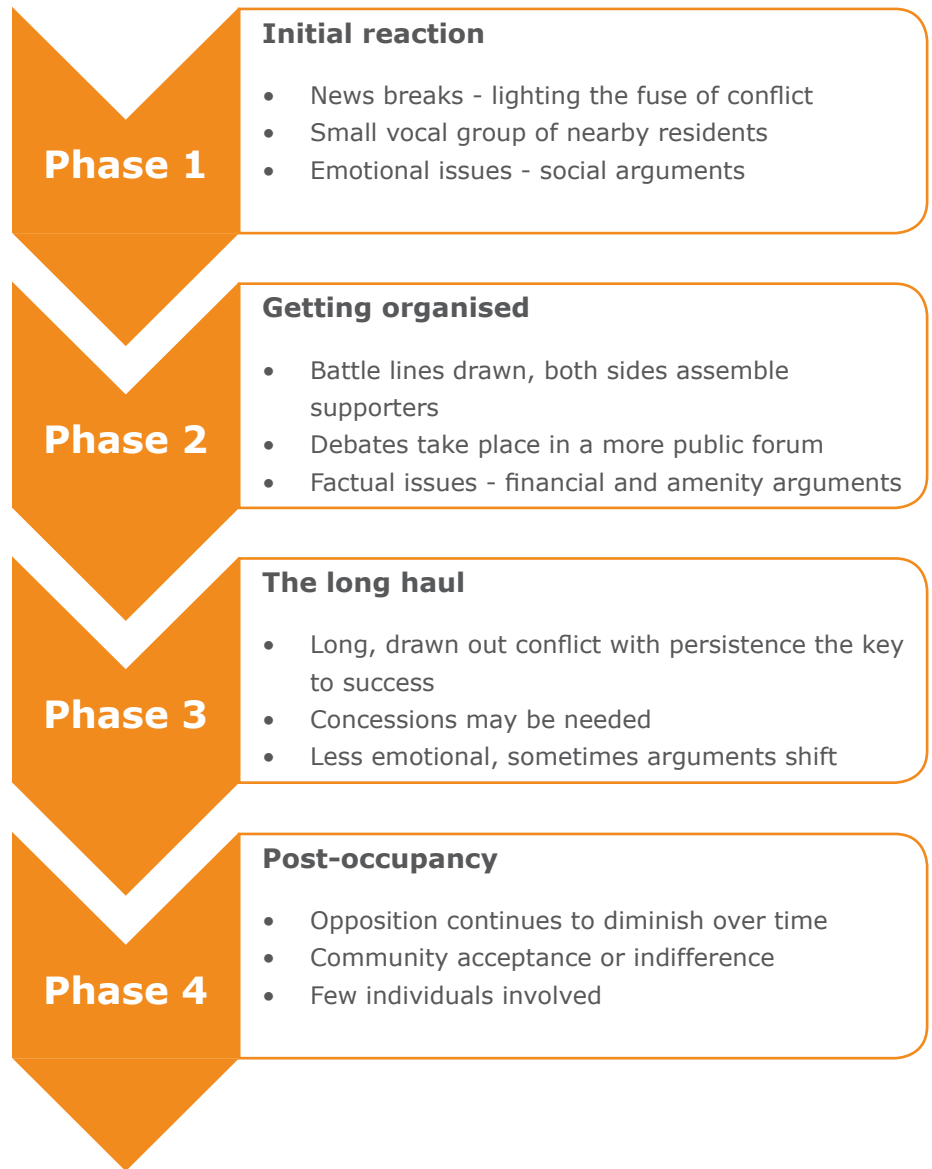 Initial reaction
• News breaks - lighting the fuse of conflict
• Small vocal group of nearby residents
Phase 1
• Emotional issues - social arguments
Getting organised
• Battle lines drawn, both sides assemble
supporters
Phase 2
• Debates take place in a more public forum
• Factual issues - financial and amenity arguments
The long haul
• Long, drawn out conflict with persistence the key
to success
Phase 3
• Concessions may be needed
• Less emotional, sometimes arguments shift
Post-occupancy
• Opposition continues to diminish over time
• Community acceptance or indifference
Phase 4
• Few individuals involved